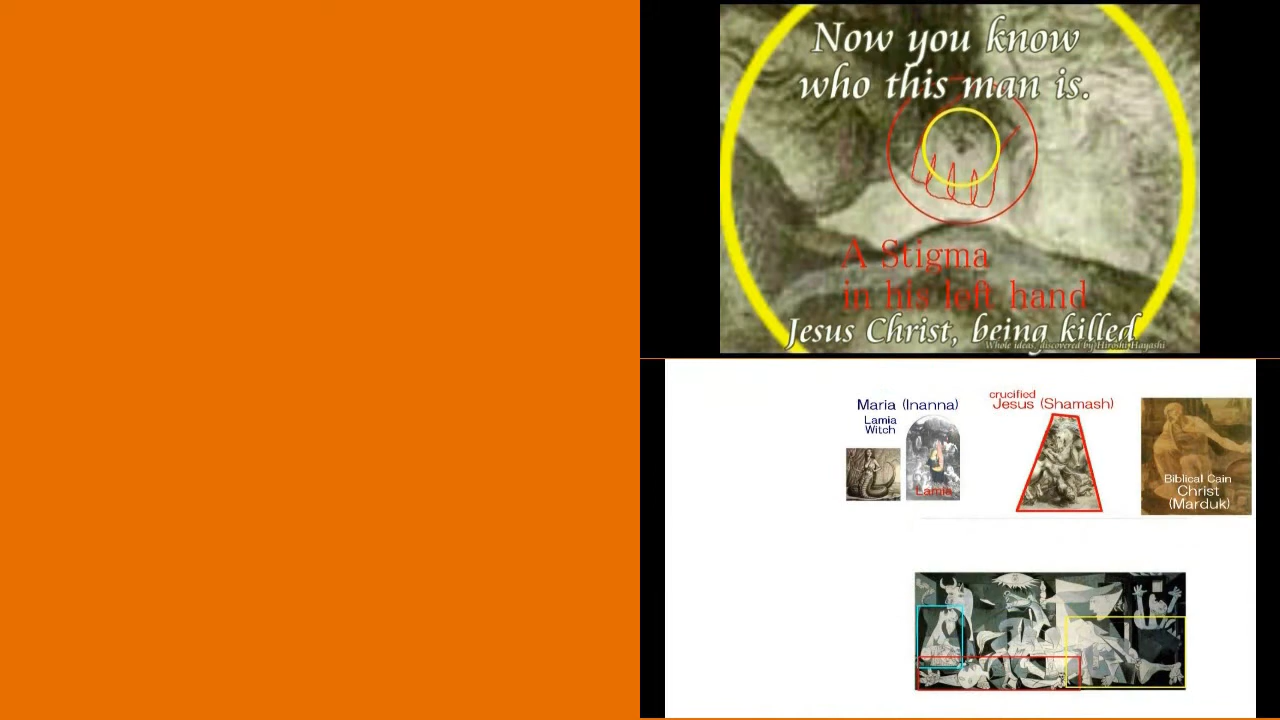 Now you know
who this man is.
A Stigma
in his left hand
Jesus Christ, being killed
Whole ideas, discovered by Hiroshi Hayashi
Maria (Inanna)
Lamia
Witch
Lamia
crucified
Jesus (Shamash)
Biblical Cain
Christ
(Marduk)